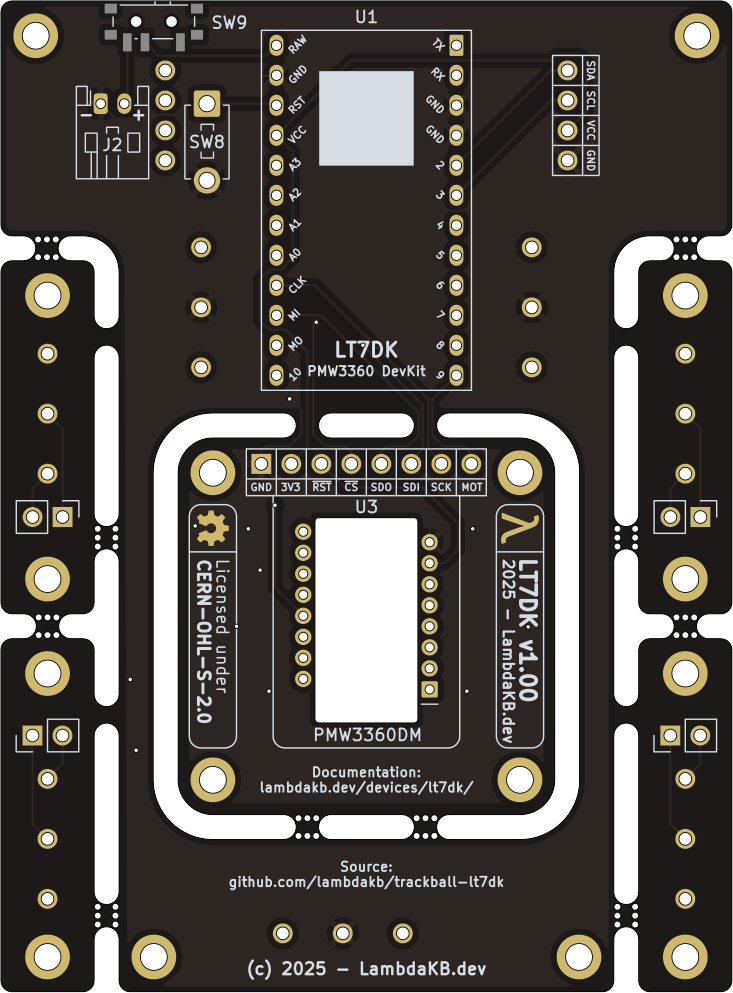 SW9
U1
RAW
GND
RST
VCC
A3
A2
A1
A0
CLK
MI
MO
10
TX
RX
GND
GND
2
3
4
5
6
7
8
9
SDA
SCL
VCC
GND
- +
J2
SW8
LT7DK
PMW3360 DevKit
GND 3V3 RST CS SDO SDI SCK MOT
U3
Licensed under
CERN-OHL-S-2.0
λ
LT7DK v1.00
2025 - LambdaKB.dev
PMW3360DM
Documentation:
lambdakb.dev/devices/lt7dk/
Source:
github.com/lambdakb/trackball-lt7dk
(c) 2025 - LambdaKB.dev